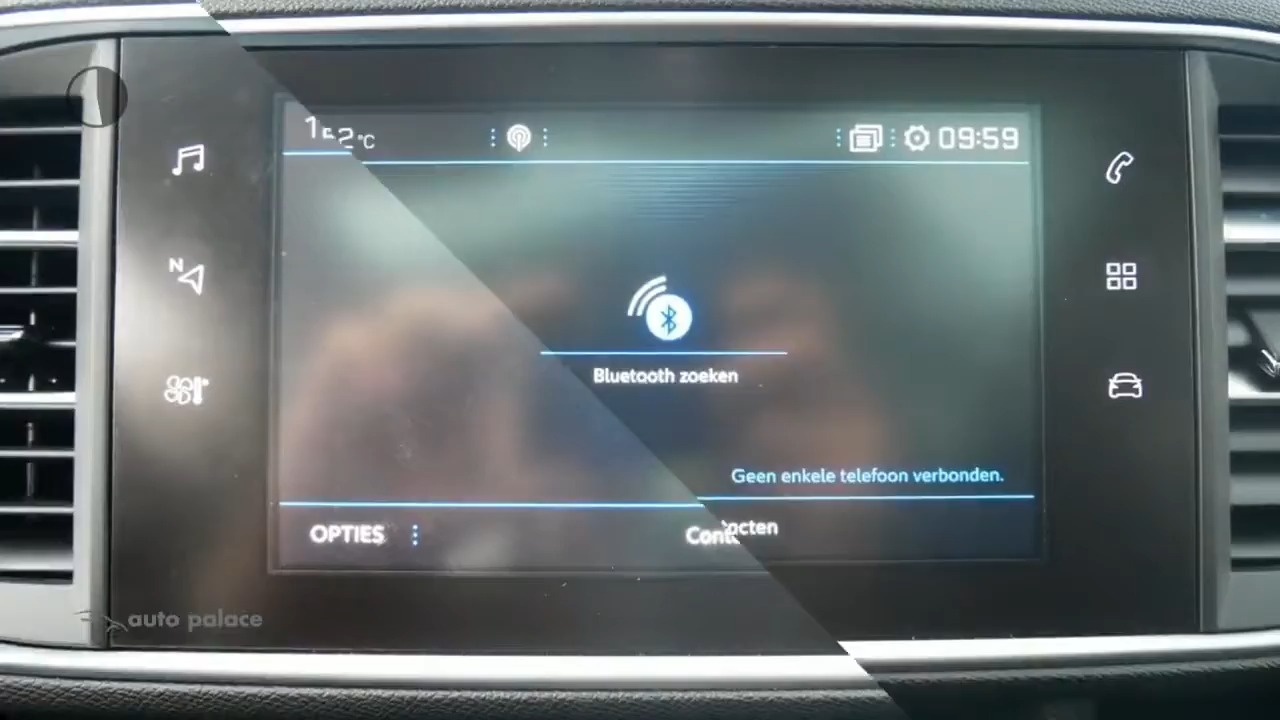 09:59
N
Bluetooth zoeken
Geen enkele telefoon verbonden.
OPTIES
auto palace